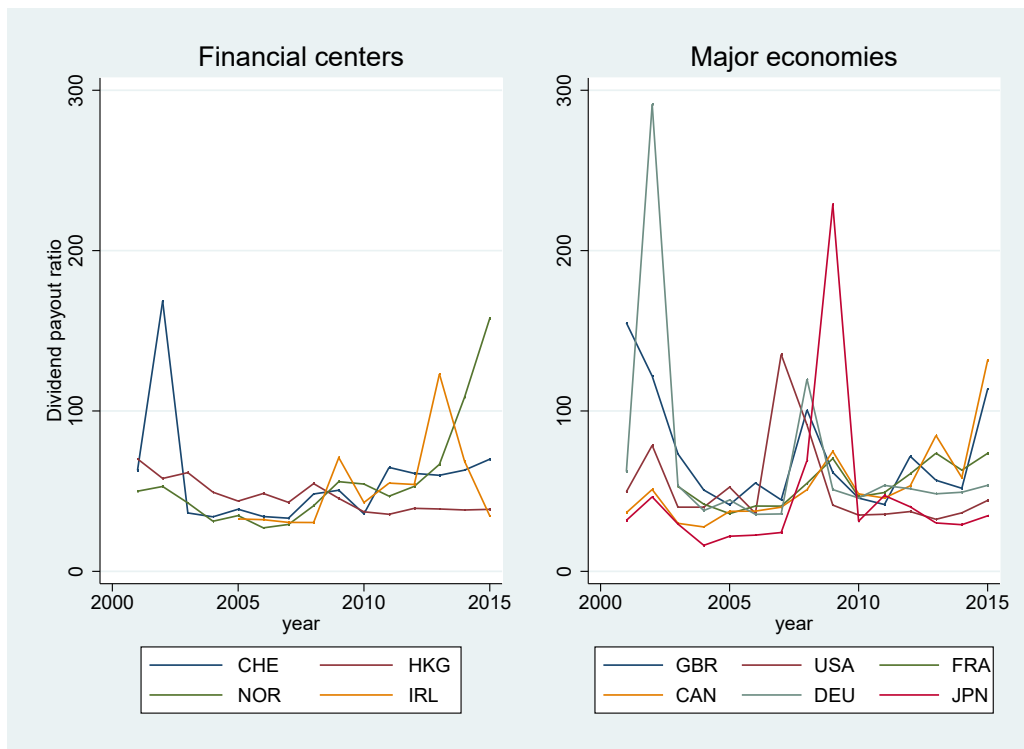 Financial centers
Dividend payout ratio
300
200
100
0
2000 2005 2010 2015
year
CHE HKG
NOR IRL
Major economies
300
200
100
0
2000 2005 2010 2015
year
GBR USA FRA
CAN DEU JPN